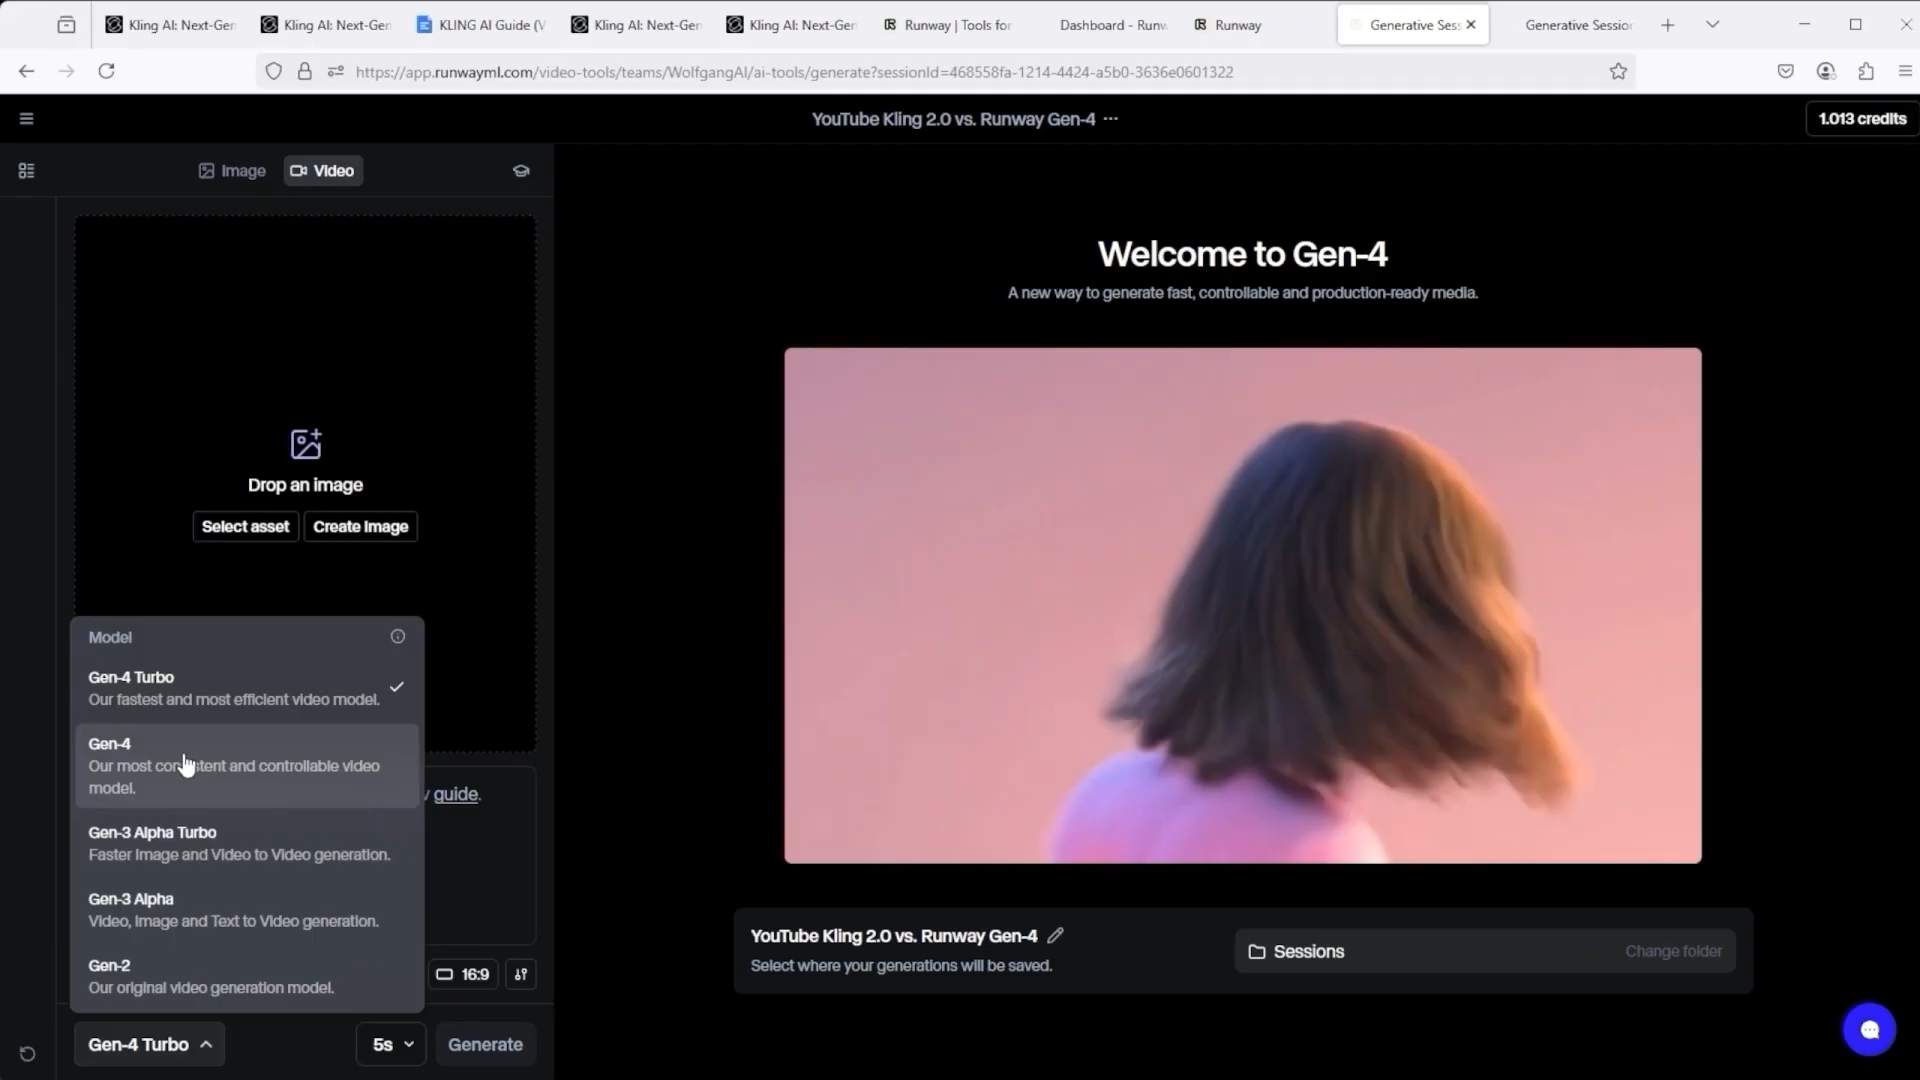 Kling AI: Next-Gen
Kling AI: Next-Gen
KLING AI Guide (V
Kling AI: Next-Gen
Kling AI: Next-Gen
Runway | Tools for
Dashboard - Runw
Runway
Generative Ses
Generative Session
https://app.runwayml.com/video-tools/teams/WolfgangAI/ai-tools/generate?sessionId=468558fa-1214-4424-a5b0-3636e0601322
YouTube Kling 2.0 vs. Runway Gen-4 ···
1.013 credits
Image
Video
Welcome to Gen-4
A new way to generate fast, controllable and production-ready media.
Drop an image
Select asset
Create Image
Model
Gen-4 Turbo
Our fastest and most efficient video model.
Gen-4
Our most consistent and controllable video
model.
guide.
Gen-3 Alpha Turbo
Faster Image and Video to Video generation.
Gen-3 Alpha
Video, Image and Text to Video generation.
Gen-2
Our original video generation model.
16:9
YouTube Kling 2.0 vs. Runway Gen-4
Select where your generations will be saved.
Sessions
Change folder
Gen-4 Turbo
5s
Generate